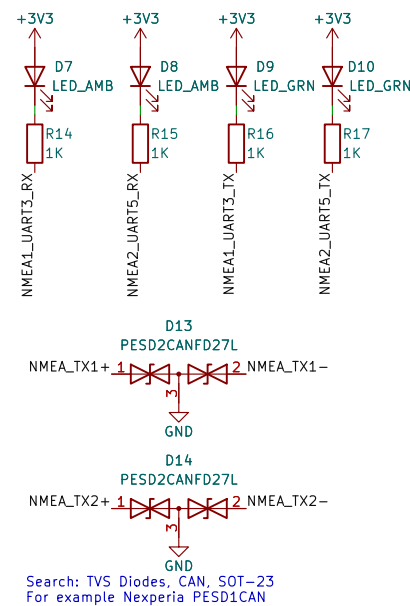 +3V3 +3V3 +3V3 +3V3
D7 D8 D9 D10
LED_AMB LED_AMB LED_GRN LED_GRN
R14 R15 R16 R17
1K 1K 1K 1K
NMEA1_UART3_RX NMEA2_UART5_RX NMEA1_UART3_TX NMEA2_UART5_TX
D13
PESD2CANFD27L
NMEA_TX1+ 1 2 NMEA_TX1-
3
GND
D14
PESD2CANFD27L
NMEA_TX2+ 1 2 NMEA_TX2-
3
GND
Search: TVS Diodes, CAN, SOT-23
For example Nexperia PESD1CAN